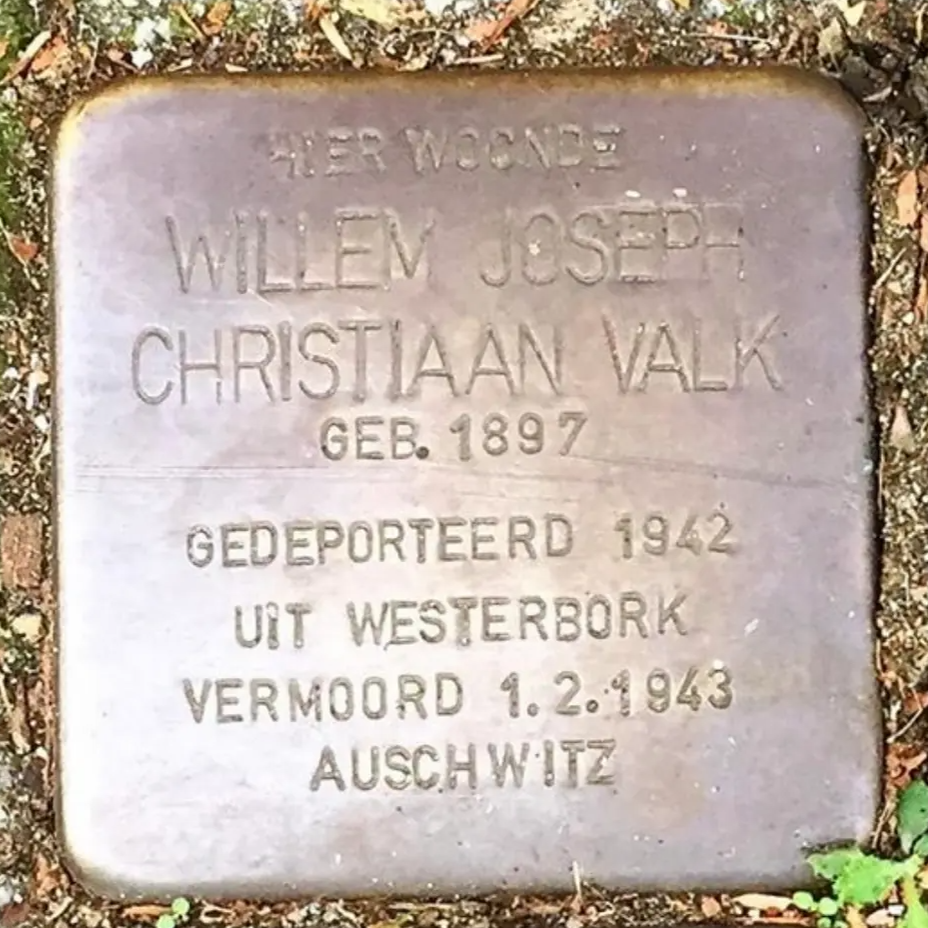 HIER WOONDE
WILLEM JOSEPH
CHRISTIAAN VALK
GEB. 1897
GEDEPORTEERD 1942
UIT WESTERBORK
VERMOORD 1.2.1943
AUSCHWITZ